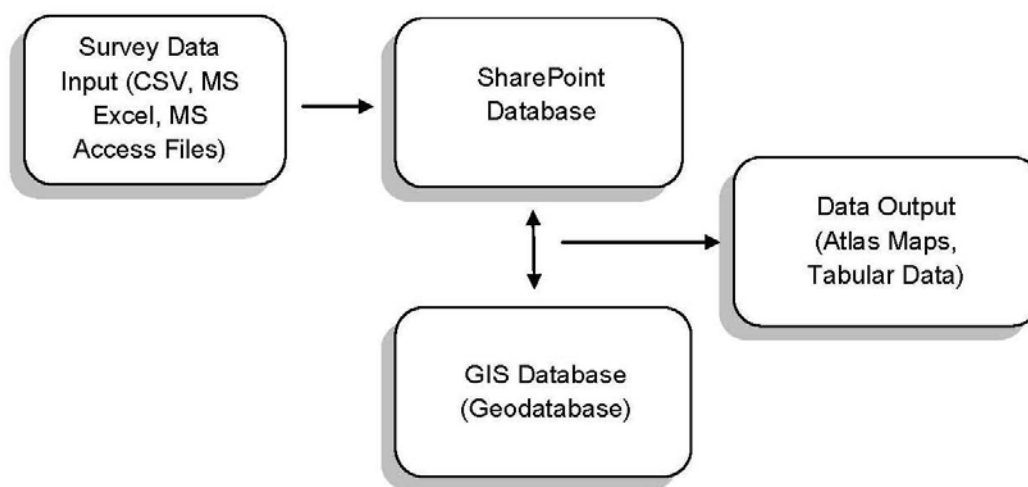 Survey Data
Input (CSV, MS
Excel, MS
Access Files)
SharePoint
Database
Data Output
(Atlas Maps,
Tabular Data)
GIS Database
(Geodatabase)